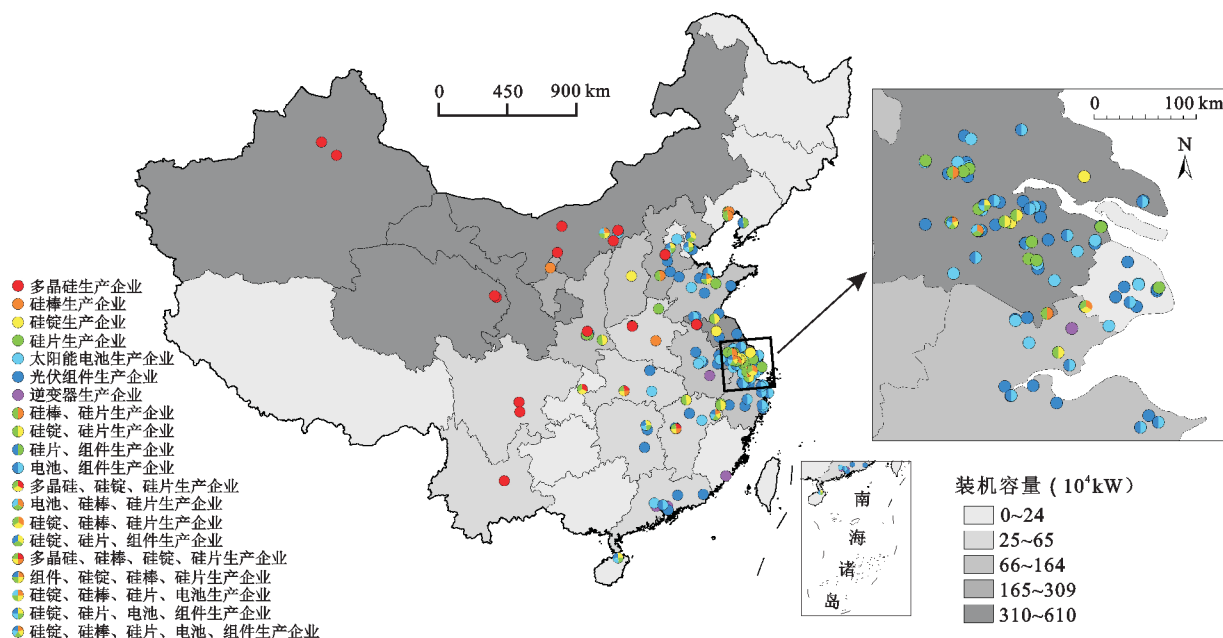 0 450 900 km
0 100 km
N
多晶硅生产企业
硅棒生产企业
硅锭生产企业
硅片生产企业
太阳能电池生产企业
光伏组件生产企业
逆变器生产企业
硅棒、硅片生产企业
硅锭、硅片生产企业
硅片、组件生产企业
电池、组件生产企业
多晶硅、硅锭、硅片生产企业
电池、硅棒、硅片生产企业
硅锭、硅棒、硅片生产企业
硅锭、硅片、组件生产企业
多晶硅、硅棒、硅锭、硅片生产企业
组件、硅锭、硅棒、硅片生产企业
硅锭、硅棒、硅片、电池生产企业
硅锭、硅片、电池、组件生产企业
硅锭、硅棒、硅片、电池、组件生产企业
南
海
诸
岛
装机容量（10⁴kW）
0~24
25~65
66~164
165~309
310~610